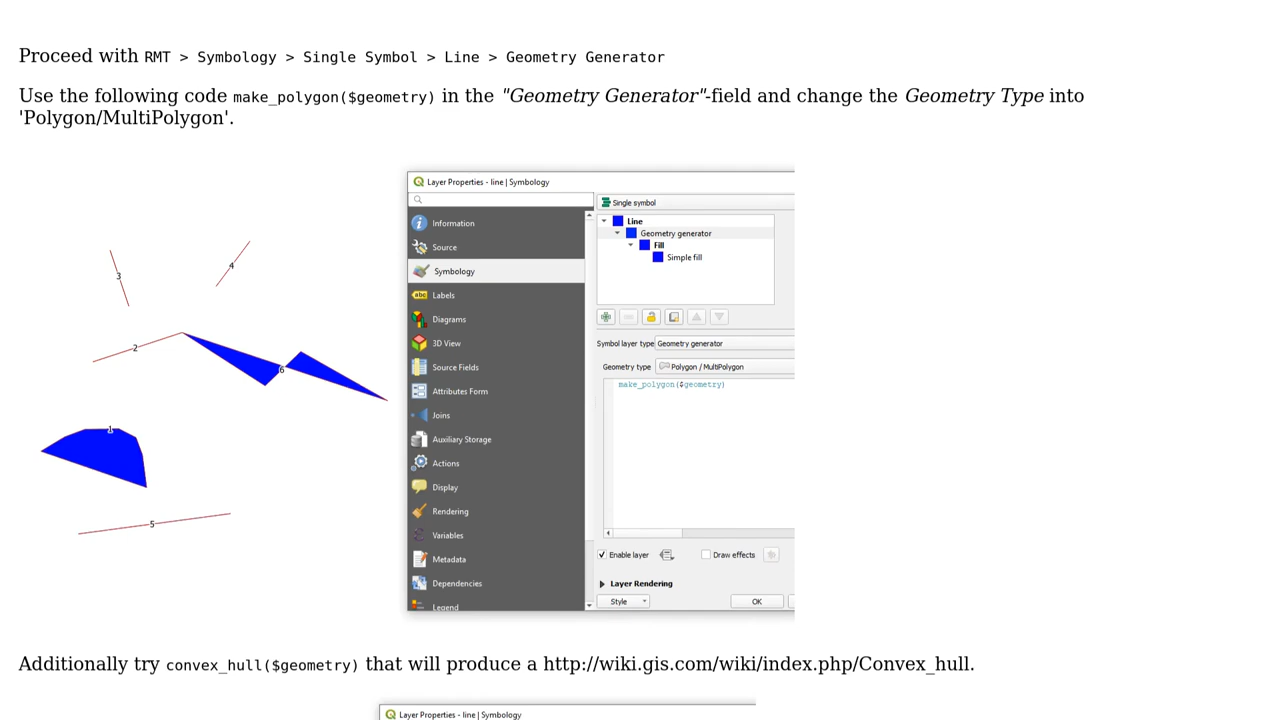 Proceed with RMT > Symbology > Single Symbol > Line > Geometry Generator
Use the following code make_polygon($geometry) in the "Geometry Generator"-field and change the Geometry Type into
'Polygon/MultiPolygon'.
3
4
2
6
1
5
Layer Properties - line | Symbology
Information
Source
Symbology
abc Labels
Diagrams
3D View
Source Fields
Attributes Form
Joins
Auxiliary Storage
Actions
Display
Rendering
Variables
Metadata
Dependencies
Legend
Single symbol
Line
Geometry generator
Fill
Simple fill
Symbol layer type Geometry generator
Geometry type Polygon / MultiPolygon
make_polygon($geometry)
Enable layer Draw effects
Layer Rendering
Style OK
Additionally try convex_hull($geometry) that will produce a http://wiki.gis.com/wiki/index.php/Convex_hull.
Layer Properties - line | Symbology